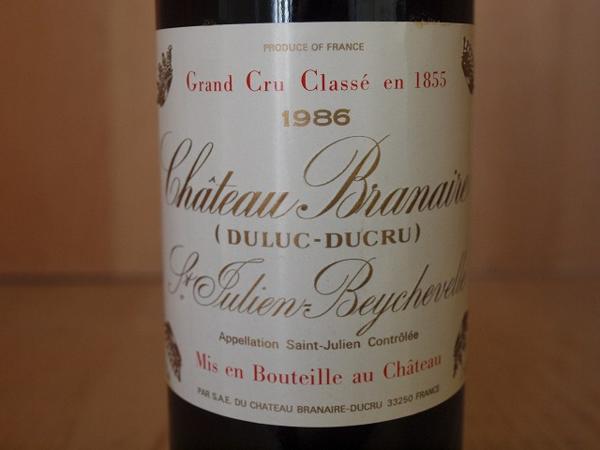 PRODUCE OF FRANCE
Grand Cru Classé en 1855
1986
Château Branaire
(DULUC-DUCRU)
St Julien-Beychevelle
Appellation Saint-Julien Contrôlée
Mis en Bouteille au Château
PAR S.A.E. DU CHATEAU BRANAIRE-DUCRU 33250 FRANCE